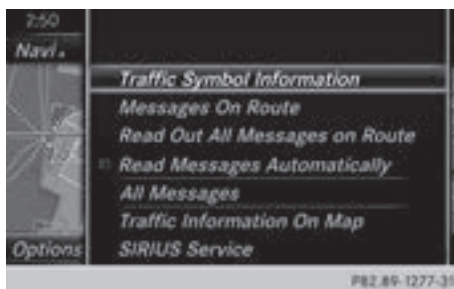 2:50
Navi
Traffic Symbol Information
Messages On Route
Read Out All Messages on Route
Read Messages Automatically
All Messages
Traffic Information On Map
Options
SIRIUS Service
P82.89-1277-31